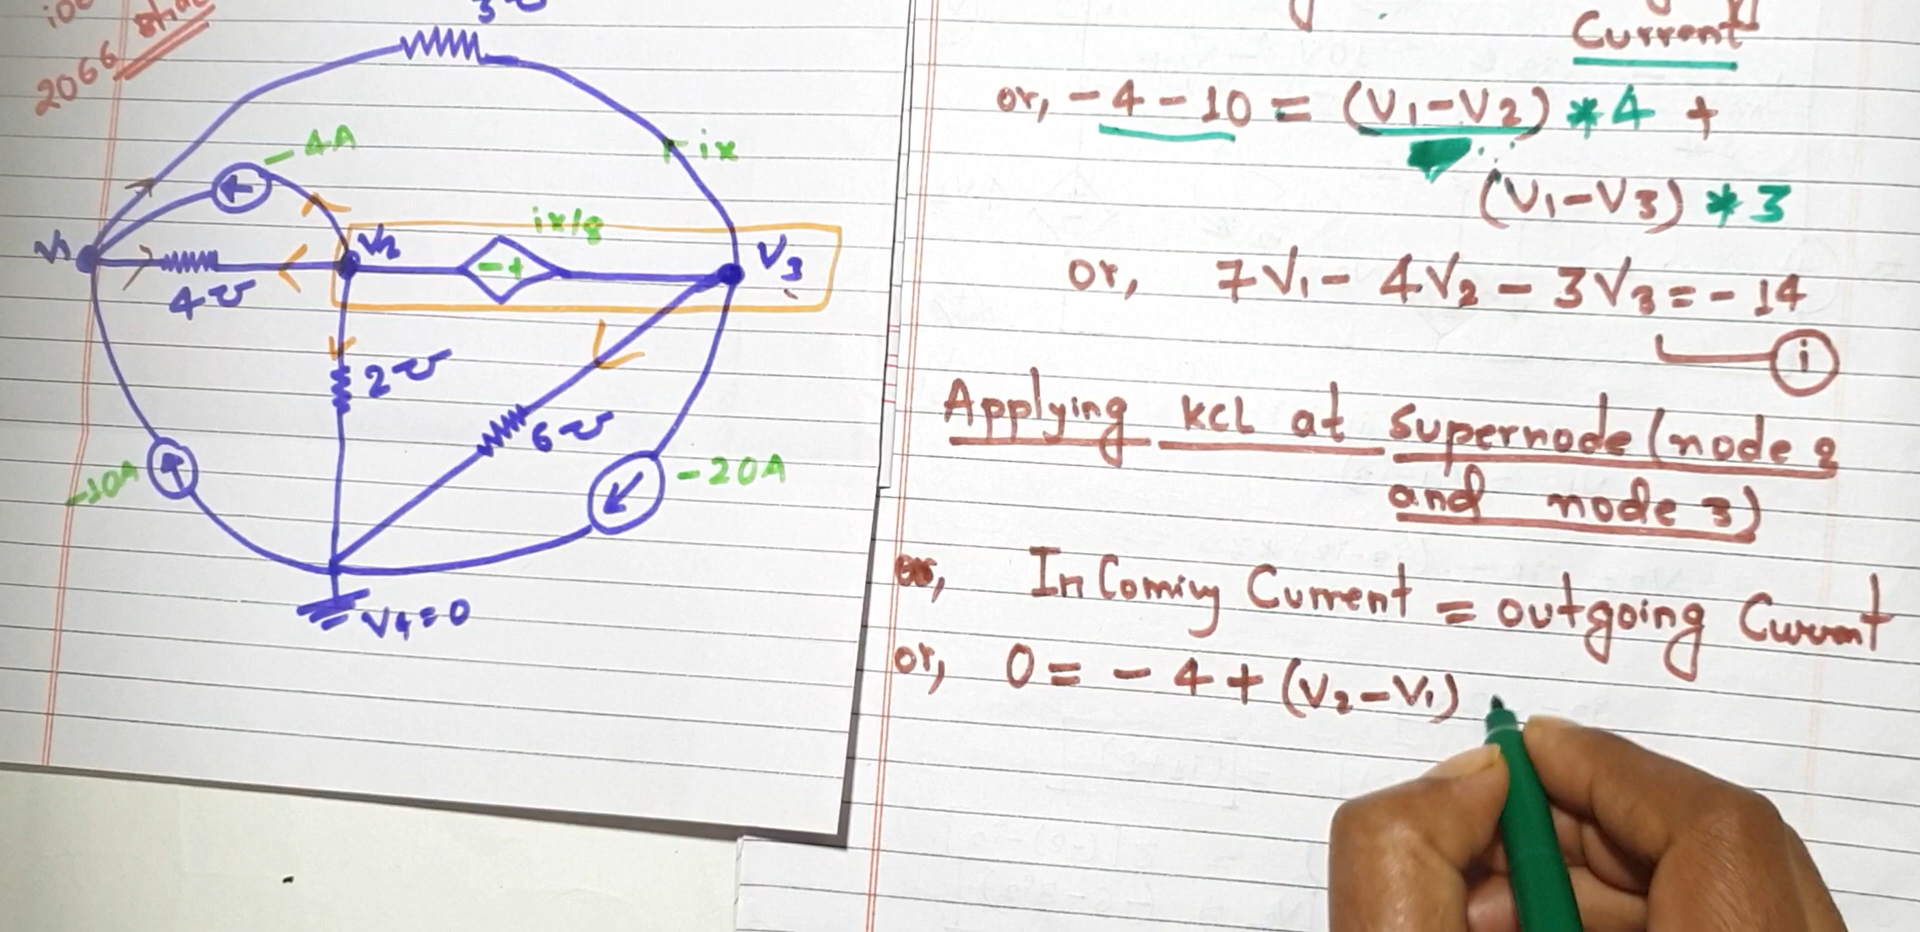 2066
3℧
-4A
ix
ix/8
V1
V2
- +
V3
4℧
2℧
6℧
-10A
-20A
V4=0
Current
or, -4-10 = (V1-V2) * 4 +
(V1-V3) * 3
or, 7V1 - 4V2 - 3V3 = -14
i
Applying KCL at supernode (node 2
and node 3)
or, InComing Current = outgoing Current
or, 0 = -4 + (V2-V1)